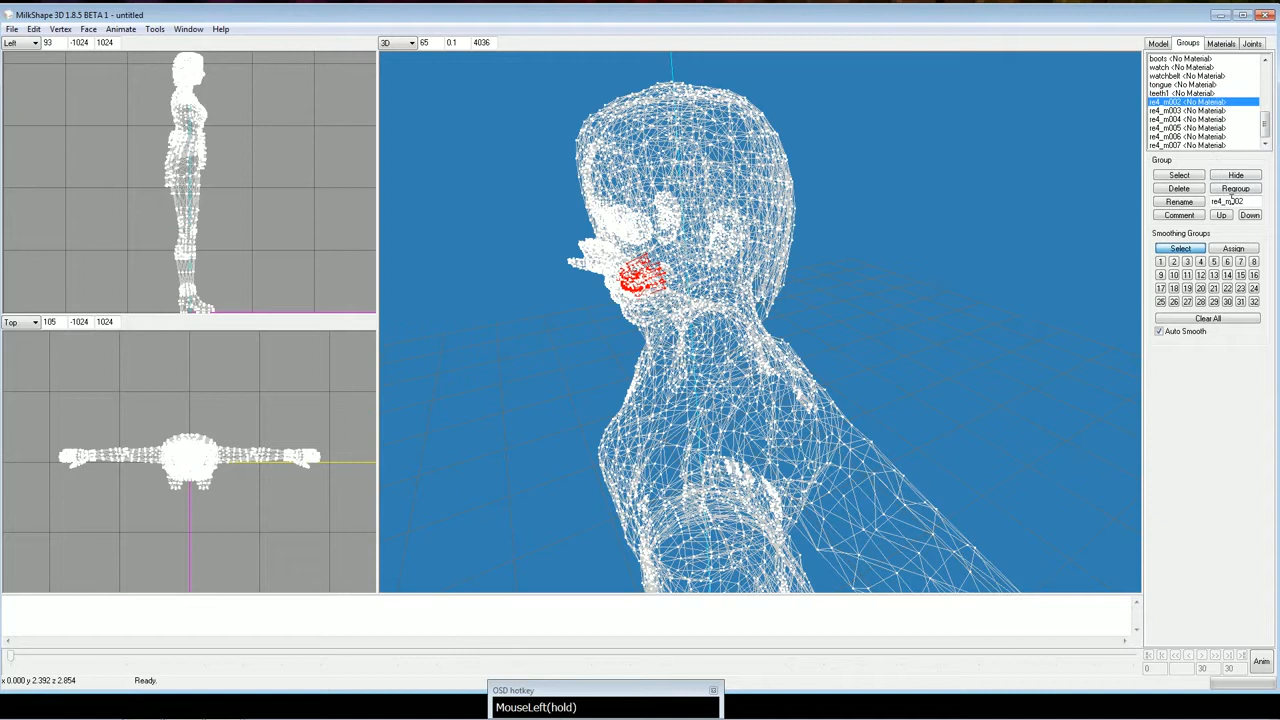 MilkShape 3D 1.8.5 BETA 1 - untitled
File Edit Vertex Face Animate Tools Window Help
Left 93 -1024 1024
3D 65 0.1 4036
Model Groups Materials Joints
boots <No Material>
watch <No Material>
watchbelt <No Material>
tongue <No Material>
teeth1 <No Material>
re4_m002 <No Material>
re4_m003 <No Material>
re4_m004 <No Material>
re4_m005 <No Material>
re4_m006 <No Material>
re4_m007 <No Material>
Group
Select Hide
Delete Regroup
Rename re4_m002
Comment Up Down
Smoothing Groups
Select Assign
1 2 3 4 5 6 7 8
9 10 11 12 13 14 15 16
17 18 19 20 21 22 23 24
25 26 27 28 29 30 31 32
Clear All
Auto Smooth
Top 105 -1024 1024
0 30 30
Anim
x 0.000 y 2.392 z 2.854 Ready.
OSD hotkey
MouseLeft(hold)